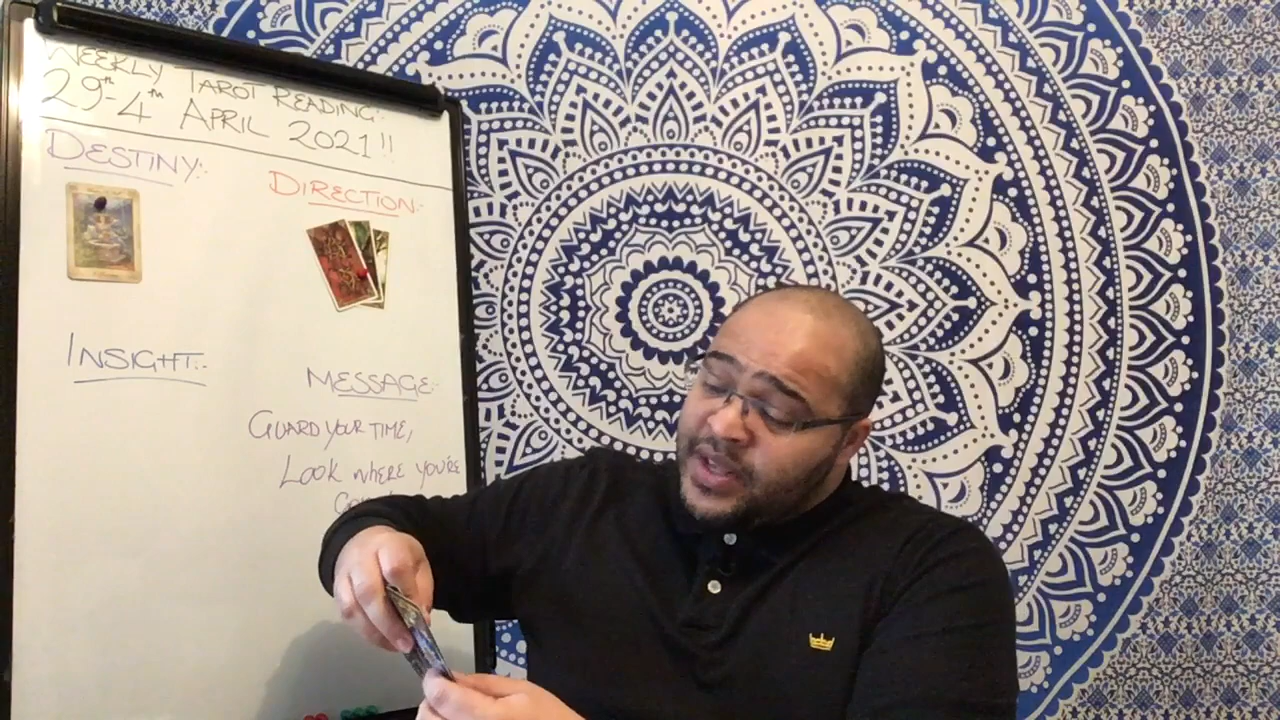 WEEKLY TAROT READING:-
29th-4th APRIL 2021!!
DESTINY:-
DIRECTION:-
INSIGHT:-
MESSAGE:-
GUARD YOUR TIME,
LOOK WHERE YOU'RE